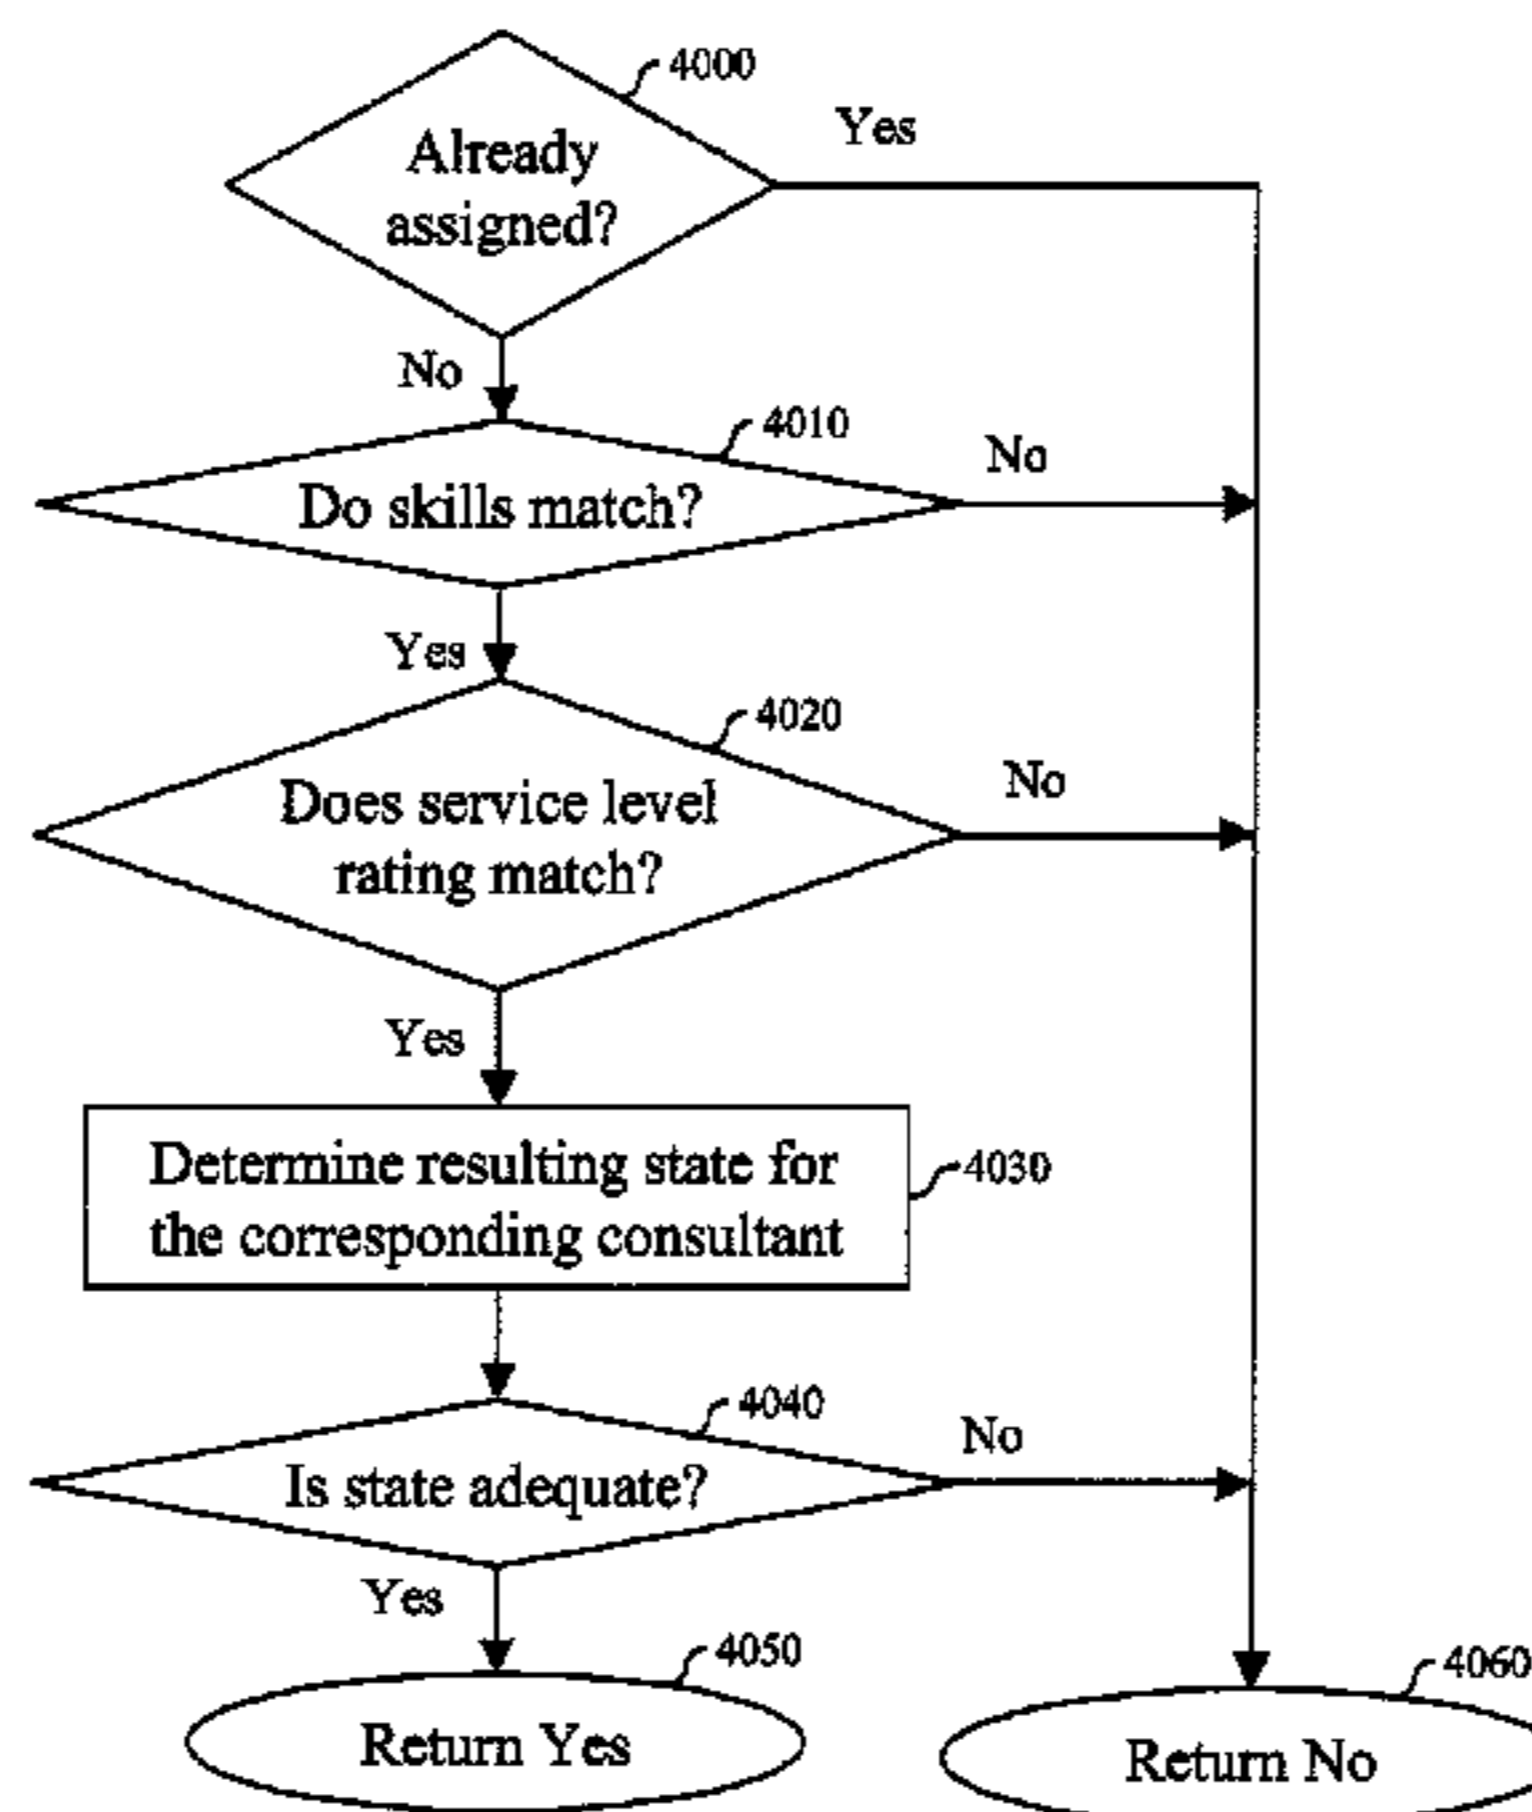 4000
Yes
Already
assigned?
No
4010
No
Do skills match?
Yes
4020
No
Does service level
rating match?
Yes
Determine resulting state for
the corresponding consultant
4030
4040
No
Is state adequate?
Yes
4050
Return Yes
4060
Return No